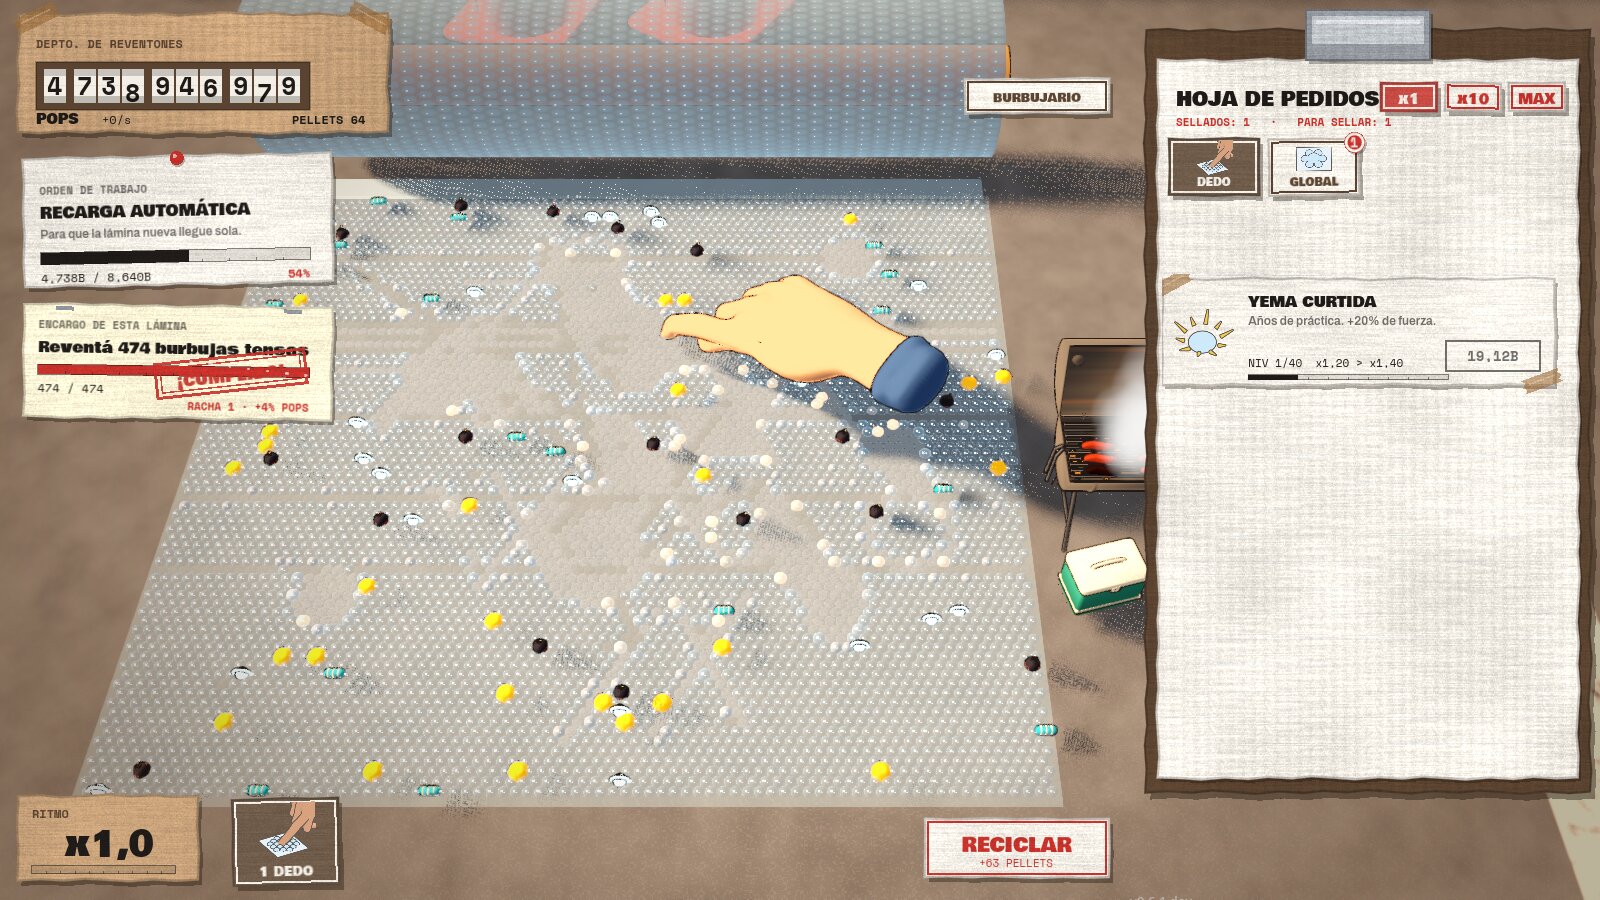 DEPTO. DE REVENTONES
4 738 946 979
POPS +0/s PELLETS 64
BURBUJARIO
ORDEN DE TRABAJO
RECARGA AUTOMÁTICA
Para que la lámina nueva llegue sola.
4.738B / 8.640B 54%
ENCARGO DE ESTA LÁMINA
Reventá 474 burbujas tensas
474 / 474
RACHA 1 · +4% POPS
HOJA DE PEDIDOS x1 x10 MAX
SELLADOS: 1 · PARA SELLAR: 1
DEDO
GLOBAL
1
YEMA CURTIDA
Años de práctica. +20% de fuerza.
NIV 1/40 x1,20 > x1,40
19.12B
RITMO
x1,0
1 DEDO
RECICLAR
+63 PELLETS